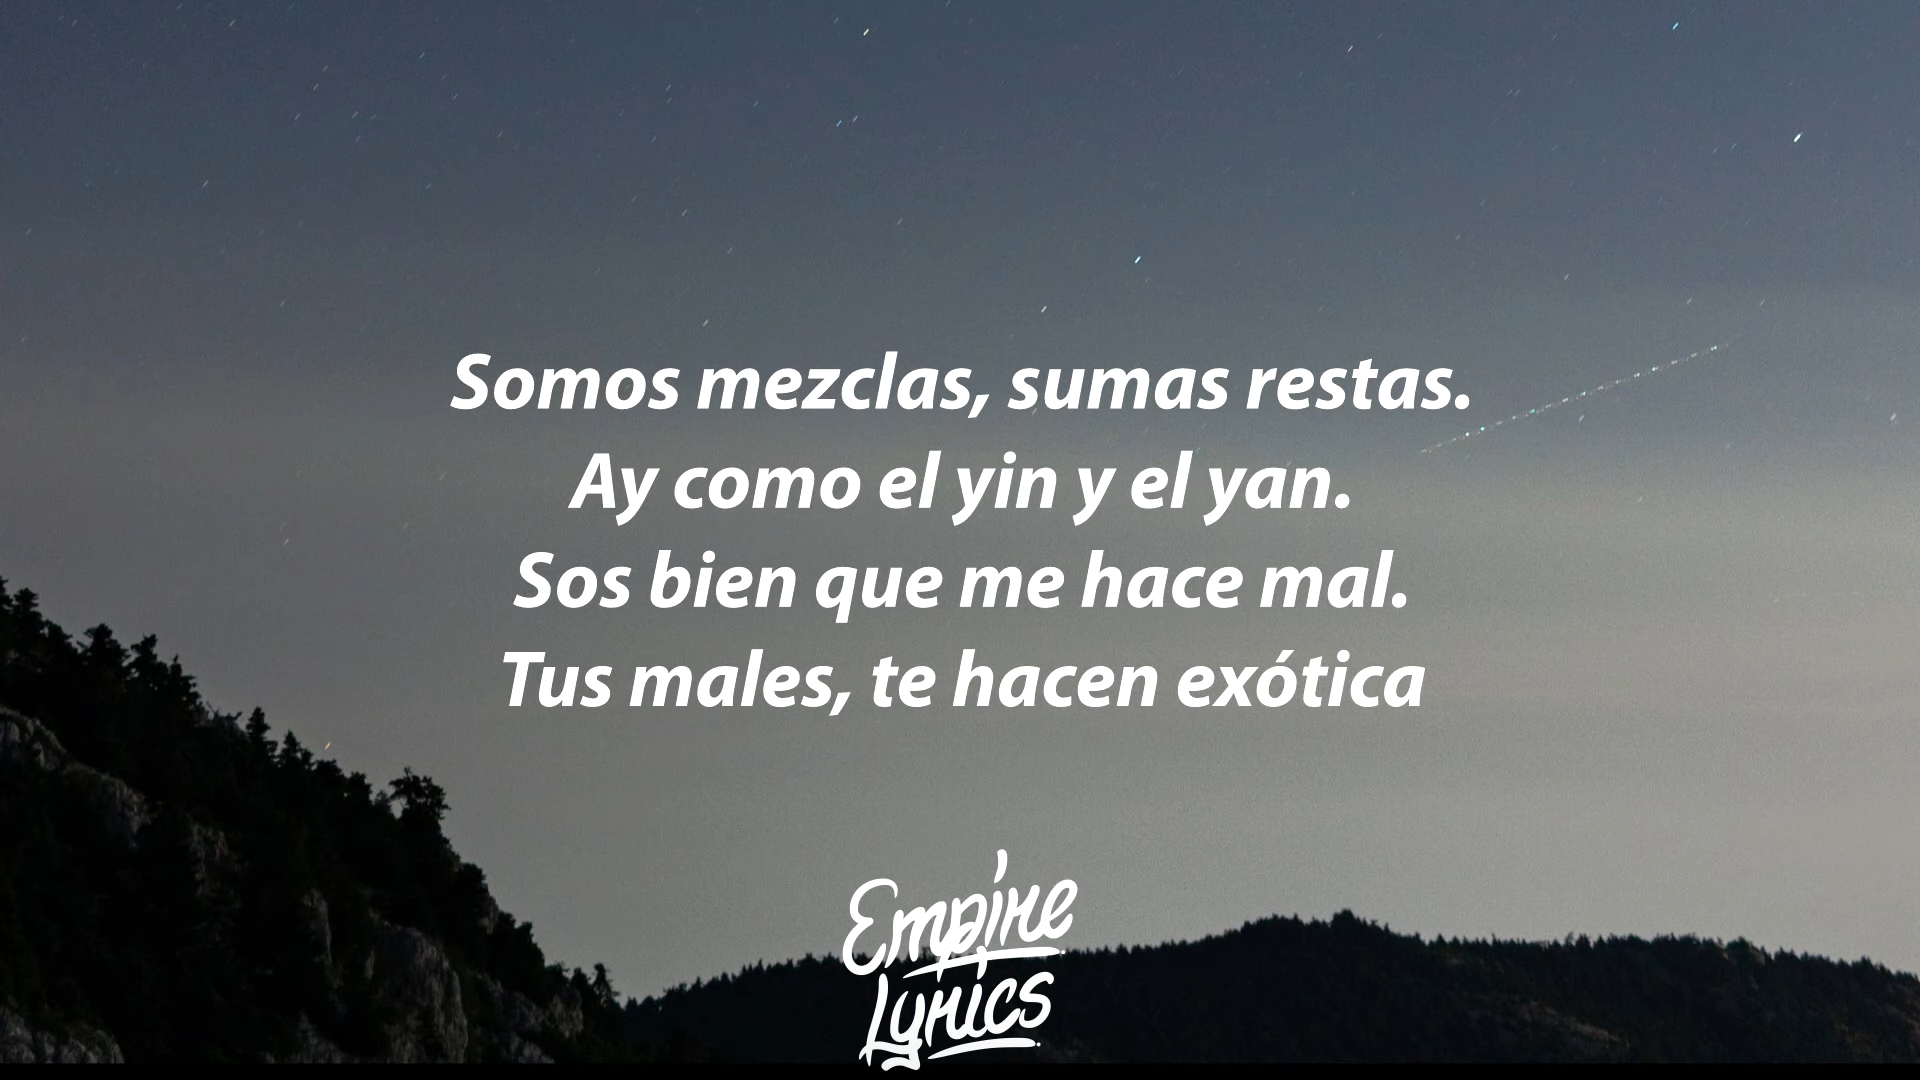 Somos mezclas, sumas restas.
Ay como el yin y el yan.
Sos bien que me hace mal.
Tus males, te hacen exótica
Empire
Lyrics